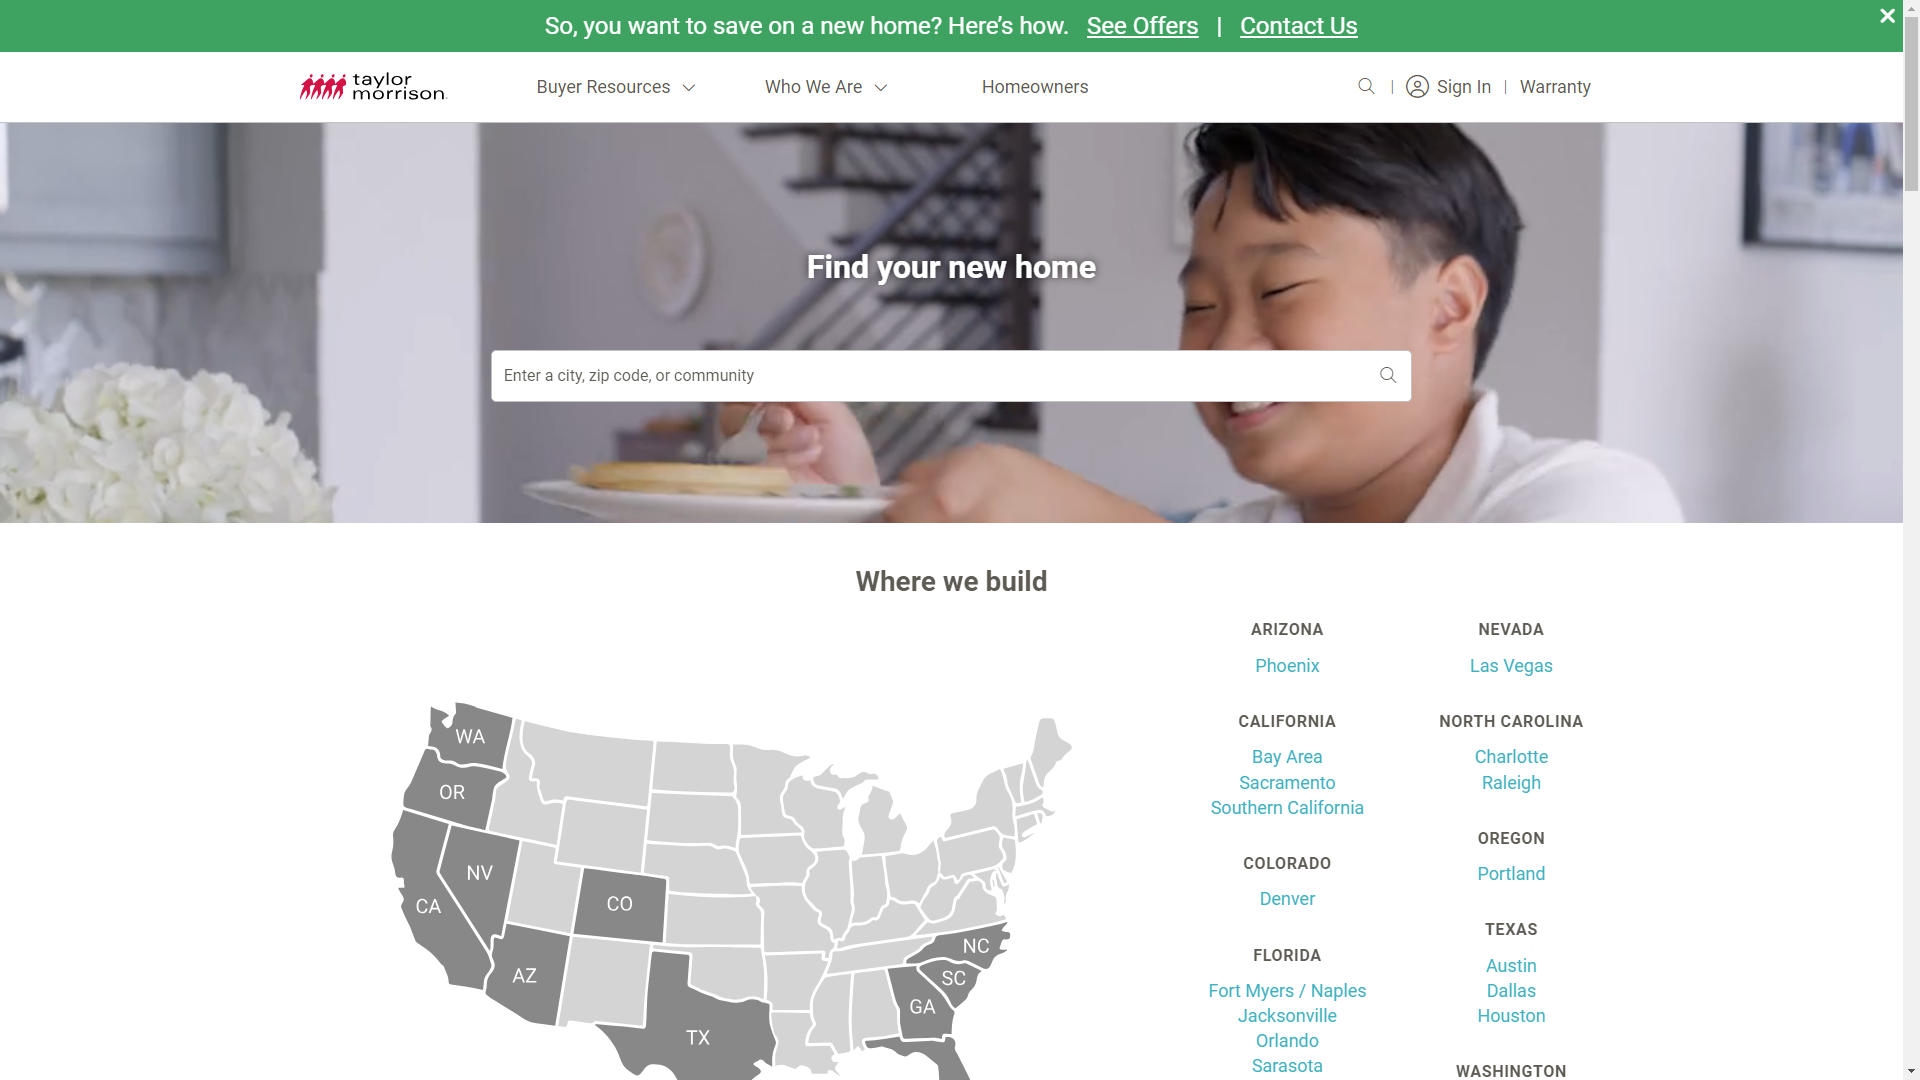 So, you want to save on a new home? Here’s how. See Offers | Contact Us
taylor morrison
Buyer Resources
Who We Are
Homeowners
Sign In
Warranty
Find your new home
Enter a city, zip code, or community
Where we build
WA
OR
NV
CA
CO
AZ
TX
NC
SC
GA
ARIZONA
Phoenix
CALIFORNIA
Bay Area
Sacramento
Southern California
COLORADO
Denver
FLORIDA
Fort Myers / Naples
Jacksonville
Orlando
Sarasota
NEVADA
Las Vegas
NORTH CAROLINA
Charlotte
Raleigh
OREGON
Portland
TEXAS
Austin
Dallas
Houston
WASHINGTON